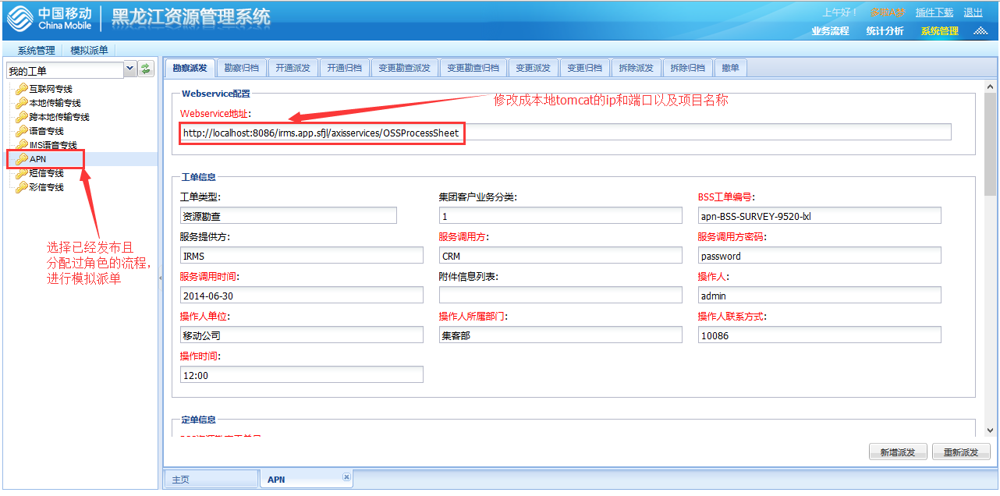 中国移动
China Mobile
黑龙江资源管理系统
上午好！
插件下载 退出
业务流程 统计分析 系统管理
系统管理 模拟派单
我的工单
互联网专线
本地传输专线
跨本地传输专线
语音专线
IMS语音专线
APN
短信专线
彩信专线
选择已经发布且
分配过角色的流程，
进行模拟派单
勘察派发 勘察归档 开通派发 开通归档 变更勘查派发 变更勘查归档 变更派发 变更归档 拆除派发 拆除归档 撤单
Webservice配置
修改成本地tomcat的ip和端口以及项目名称
Webservice地址:
http://localhost:8086/irms.app.sfjl/axisservices/OSSProcessSheet
工单信息
工单类型: 集团客户业务分类: BSS工单编号:
资源勘查 1 apn-BSS-SURVEY-9520-lxl
服务提供方: 服务调用方: 服务调用方密码:
IRMS CRM password
服务调用时间: 附件信息列表: 操作人:
2014-06-30 admin
操作人单位: 操作人所属部门: 操作人联系方式:
移动公司 集客部 10086
操作时间:
12:00
定单信息
新增派发 重新派发
主页 APN